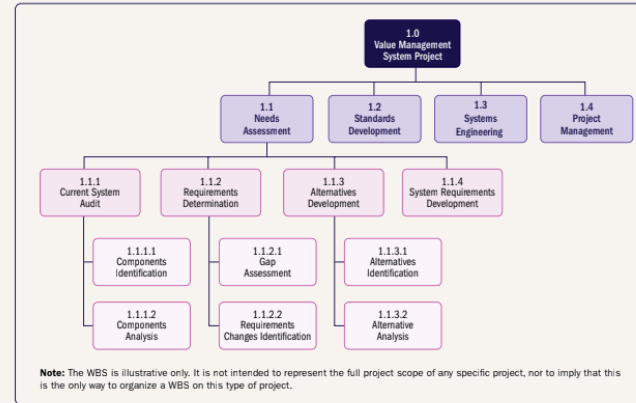 1.0
Value Management
System Project
1.1
Needs
Assessment
1.2
Standards
Development
1.3
Systems
Engineering
1.4
Project
Management
1.1.1
Current System
Audit
1.1.2
Requirements
Determination
1.1.3
Alternatives
Development
1.1.4
System Requirements
Development
1.1.1.1
Components
Identification
1.1.2.1
Gap
Assessment
1.1.3.1
Alternatives
Identification
1.1.1.2
Components
Analysis
1.1.2.2
Requirements
Changes Identification
1.1.3.2
Alternative
Analysis
Note: The WBS is illustrative only. It is not intended to represent the full project scope of any specific project, nor to imply that this
is the only way to organize a WBS on this type of project.